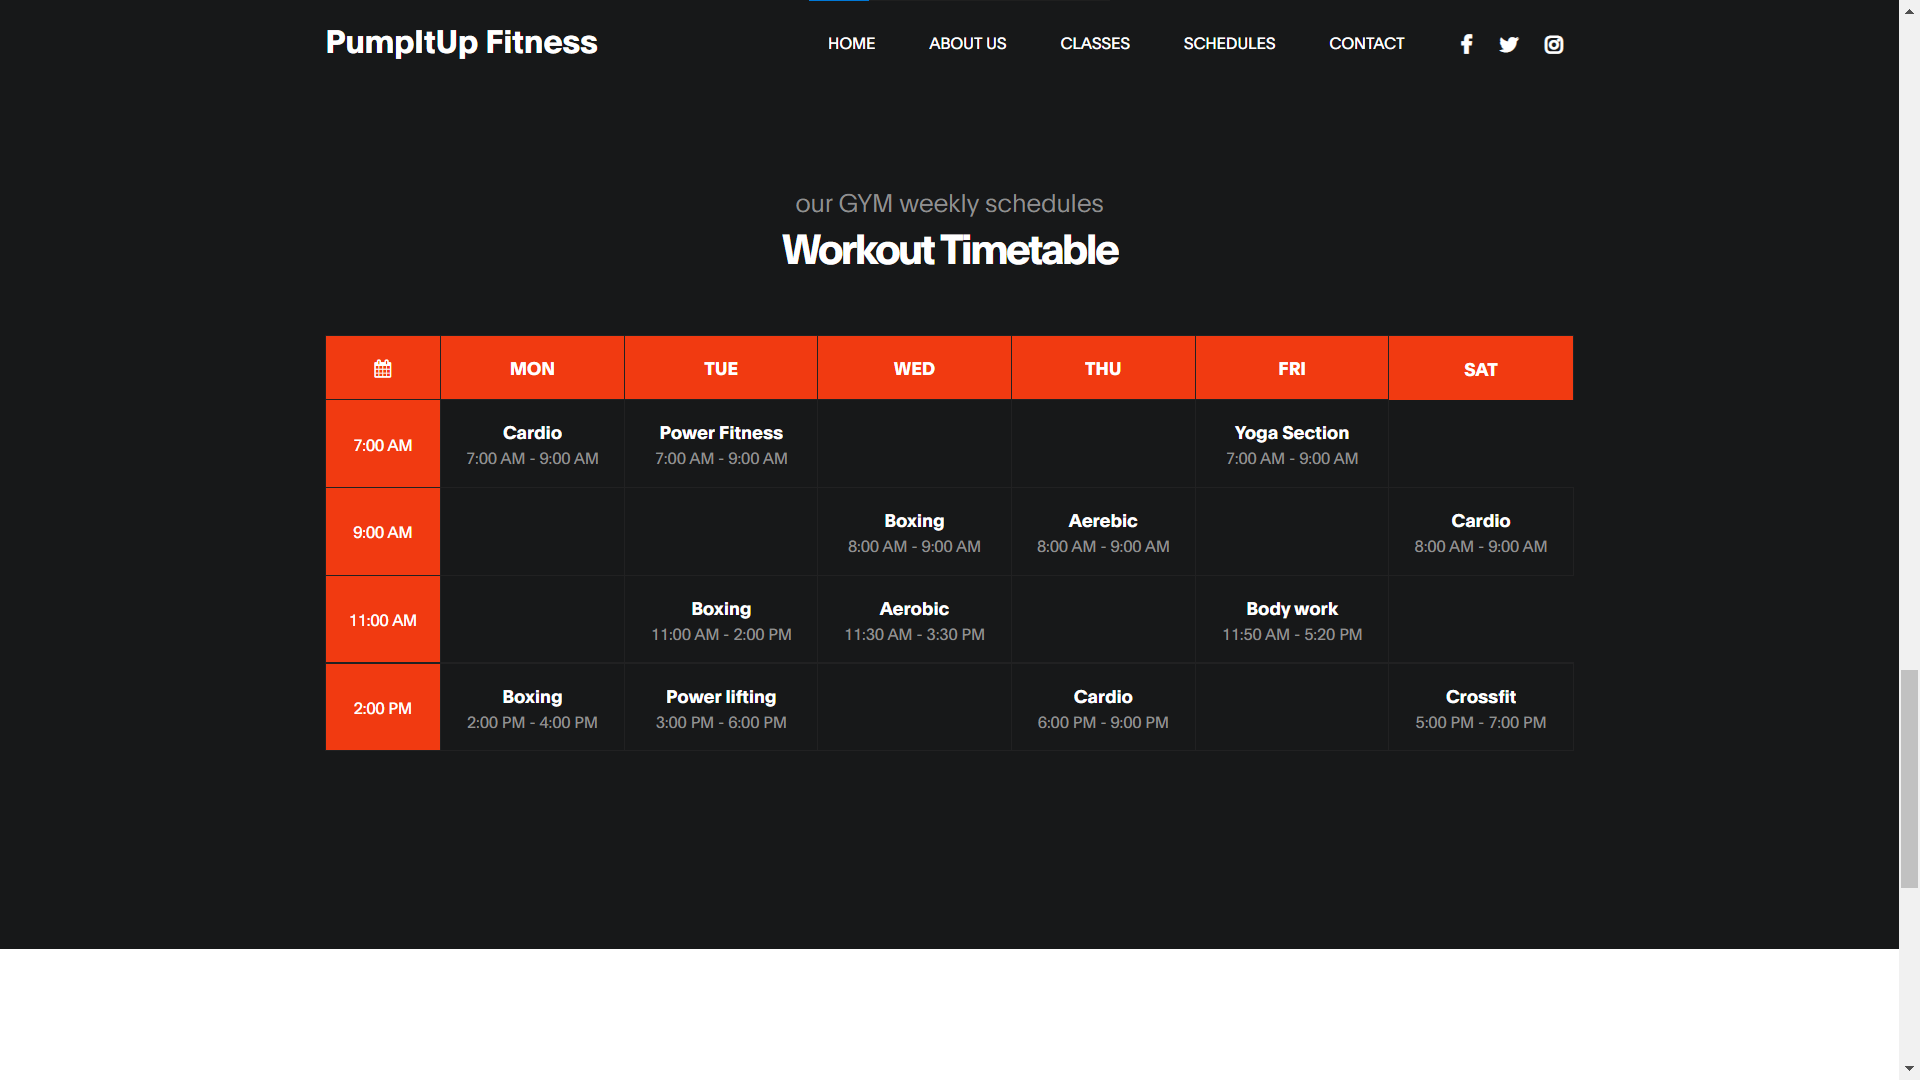 PumpItUp Fitness
HOME ABOUT US CLASSES SCHEDULES CONTACT
our GYM weekly schedules
Workout Timetable
MON TUE WED THU FRI SAT
7:00 AM
Cardio
7:00 AM - 9:00 AM
Power Fitness
7:00 AM - 9:00 AM
Yoga Section
7:00 AM - 9:00 AM
9:00 AM
Boxing
8:00 AM - 9:00 AM
Aerebic
8:00 AM - 9:00 AM
Cardio
8:00 AM - 9:00 AM
11:00 AM
Boxing
11:00 AM - 2:00 PM
Aerobic
11:30 AM - 3:30 PM
Body work
11:50 AM - 5:20 PM
2:00 PM
Boxing
2:00 PM - 4:00 PM
Power lifting
3:00 PM - 6:00 PM
Cardio
6:00 PM - 9:00 PM
Crossfit
5:00 PM - 7:00 PM